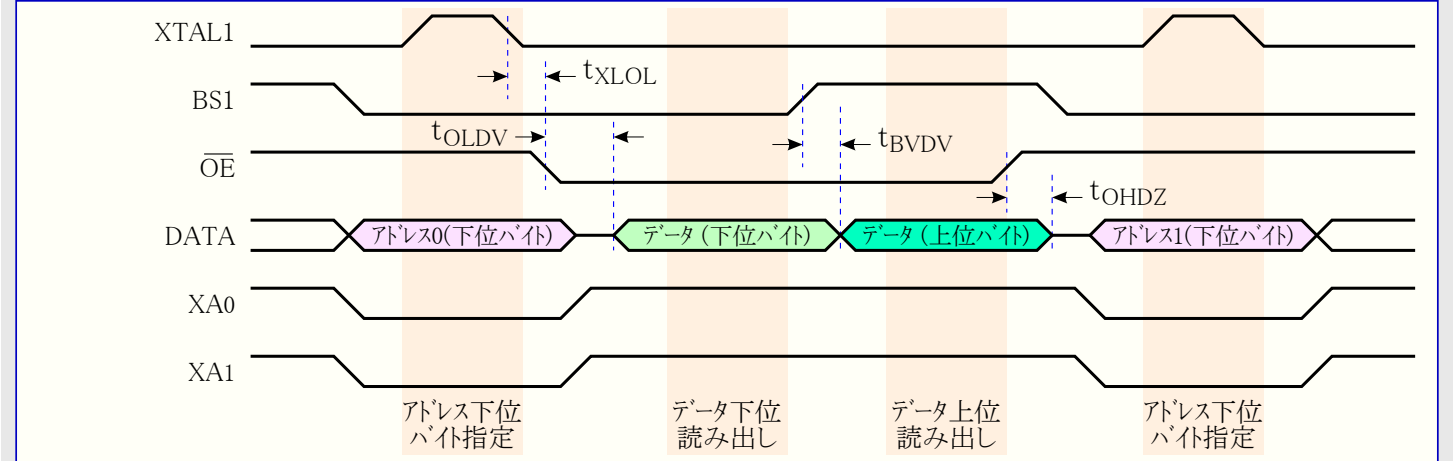 XTAL1
tXLOL
BS1
tOLDV
tBVDV
OE
tOHDZ
DATA
アドレス0(下位バイト)
データ (下位バイト)
データ (上位バイト)
アドレス1(下位バイト)
XA0
XA1
アドレス下位
バイト指定
データ下位
読み出し
データ上位
読み出し
アドレス下位
バイト指定